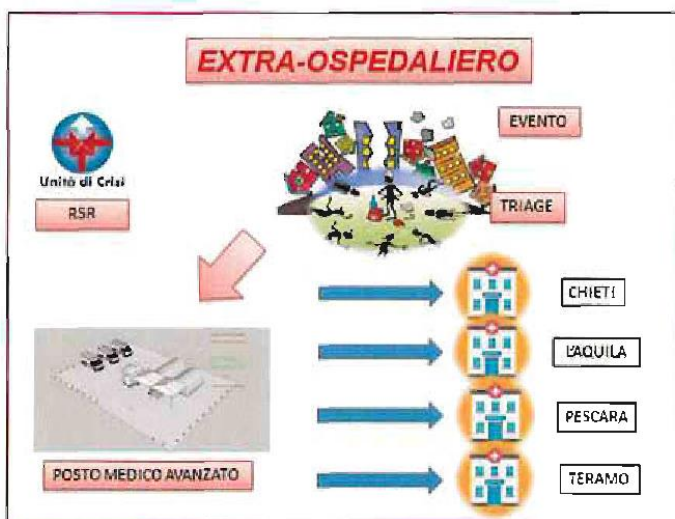 EXTRA-OSPEDALIERO
EVENTO
Unità di Crisi
RSR
TRIAGE
CHIETI
L'AQUILA
PESCARA
POSTO MEDICO AVANZATO
TERAMO